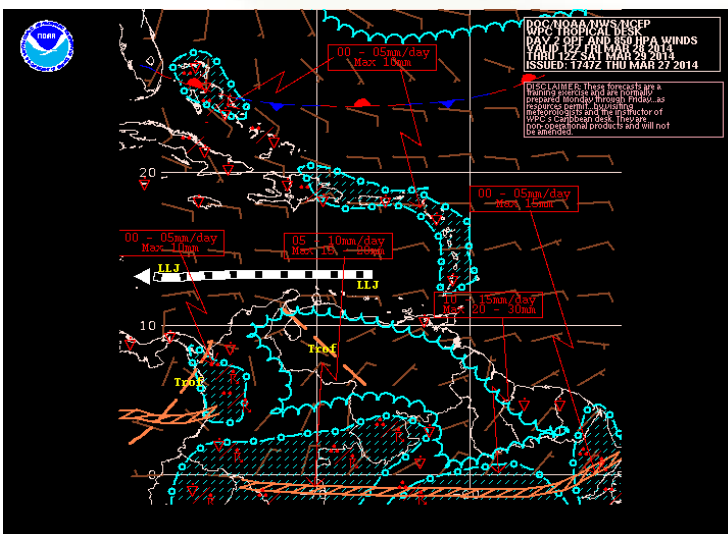 NOAA
DOC/NOAA/NWS/NCEP
WPC TROPICAL DESK
DAY 2 QPF AND 850 HPA WINDS
VALID 12Z FRI MAR 28 2014
THRU 12Z SAT MAR 29 2014
ISSUED: 1747Z THU MAR 27 2014
DISCLAIMER: These forecasts are a
training exercise and are normally
prepared Monday through Friday...as
resources permit...by visiting
meteorologists and the instructor of
WPC's Caribbean desk. They are
non-operational products and will not
be amended.
00 - 05mm/day
Max 10mm
20
00 - 05mm/day
Max 15mm
00 - 05mm/day
Max 10mm
05 - 10mm/day
Max 15 - 20mm
LLJ
LLJ
10 - 15mm/day
Max 20 - 30mm
10
Trof
Trof
0